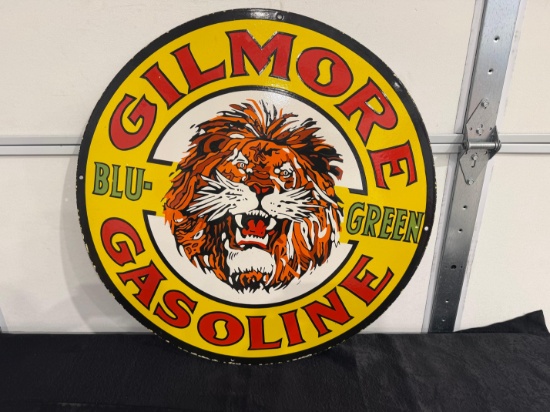 GILMORE
BLU-
GREEN
GASOLINE